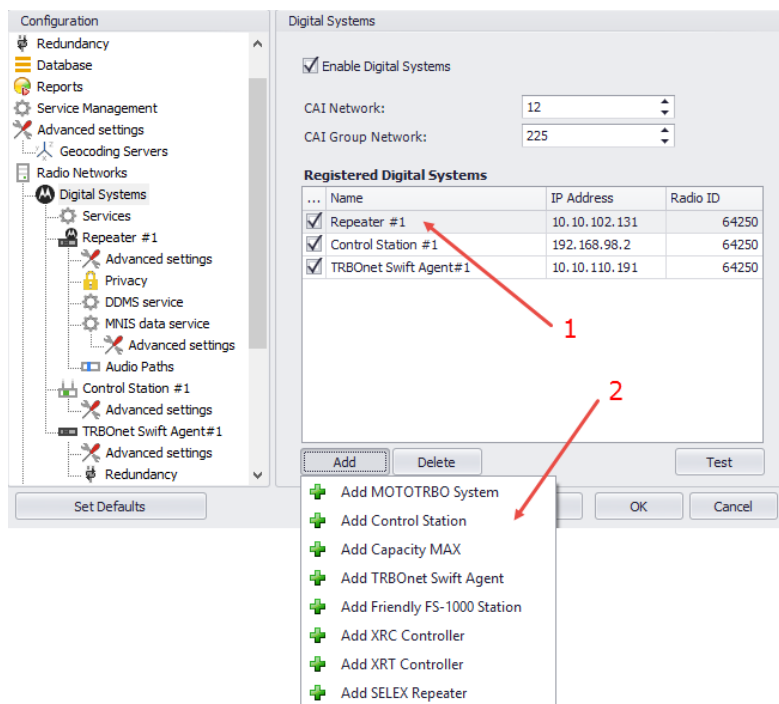 Configuration
Redundancy
Database
Reports
Service Management
Advanced settings
Geocoding Servers
Radio Networks
Digital Systems
Services
Repeater #1
Advanced settings
Privacy
DDMS service
MNIS data service
Advanced settings
Audio Paths
Control Station #1
Advanced settings
TRBOnet Swift Agent#1
Advanced settings
Redundancy
Set Defaults
Digital Systems
Enable Digital Systems
CAI Network: 12
CAI Group Network: 225
Registered Digital Systems
... Name IP Address Radio ID
Repeater #1 10.10.102.131 64250
Control Station #1 192.168.98.2 64250
TRBOnet Swift Agent#1 10.10.110.191 64250
1
2
Add Delete Test
OK Cancel
Add MOTOTRBO System
Add Control Station
Add Capacity MAX
Add TRBOnet Swift Agent
Add Friendly FS-1000 Station
Add XRC Controller
Add XRT Controller
Add SELEX Repeater